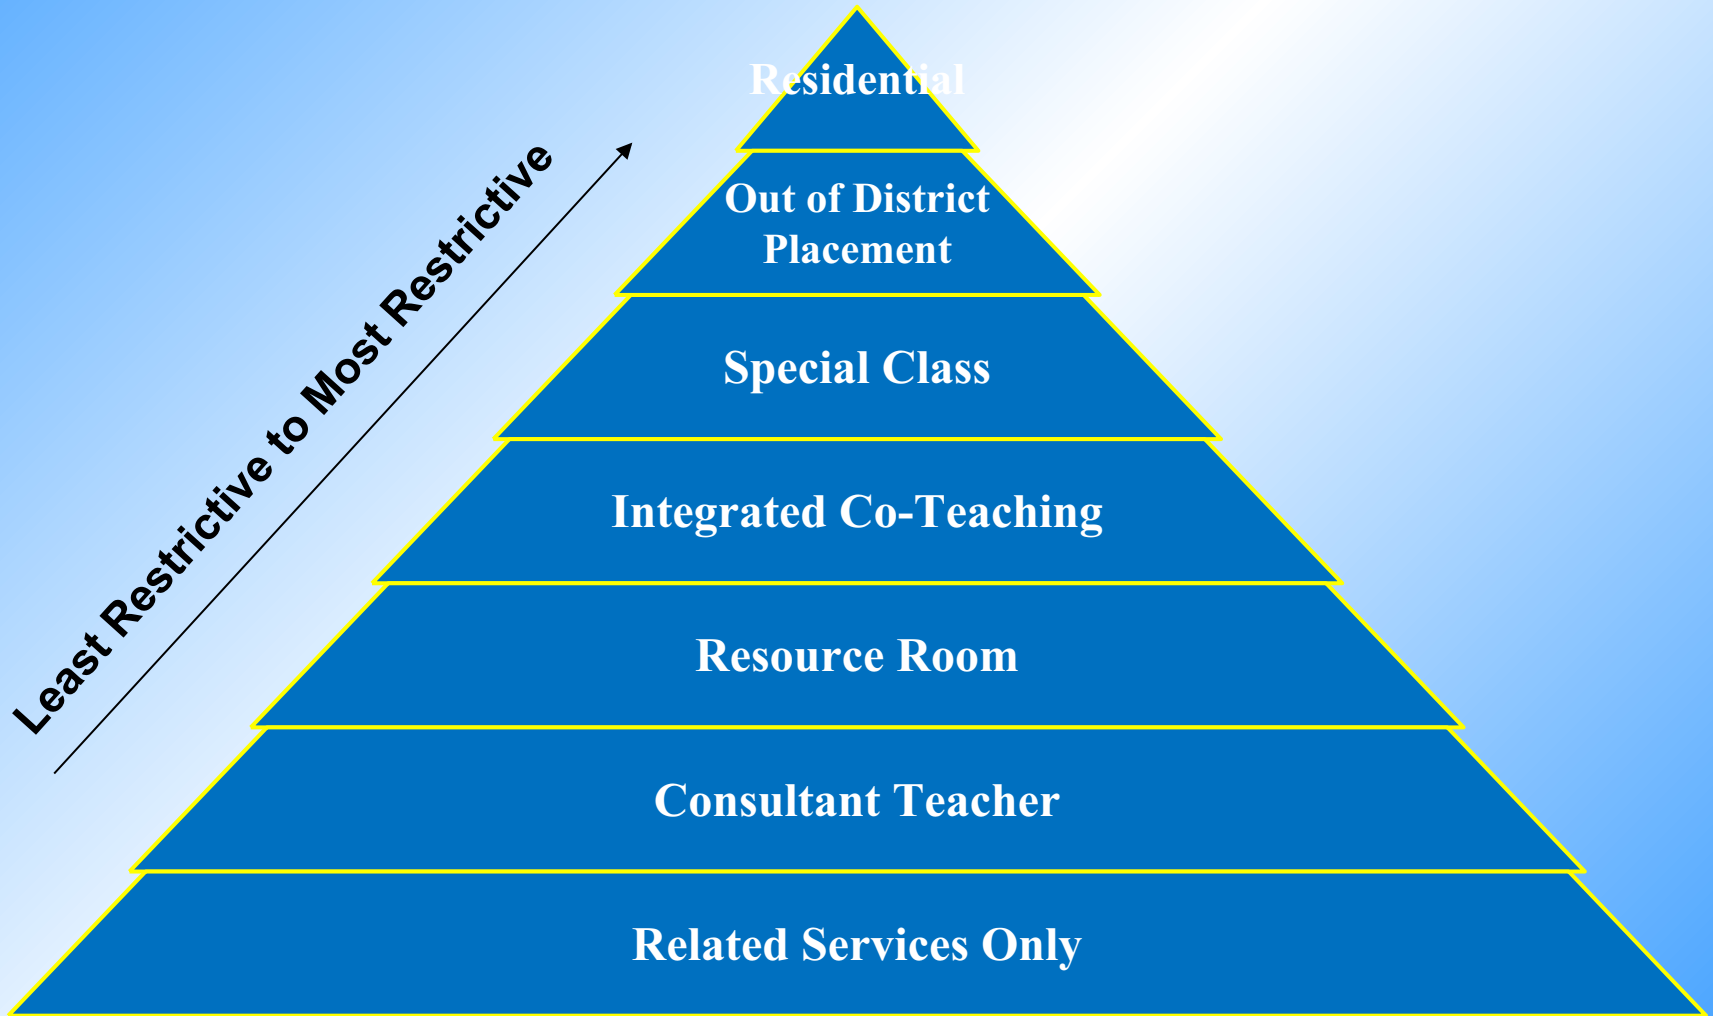 Residential
Out of District
Placement
Special Class
Integrated Co-Teaching
Resource Room
Consultant Teacher
Related Services Only
Least Restrictive to Most Restrictive